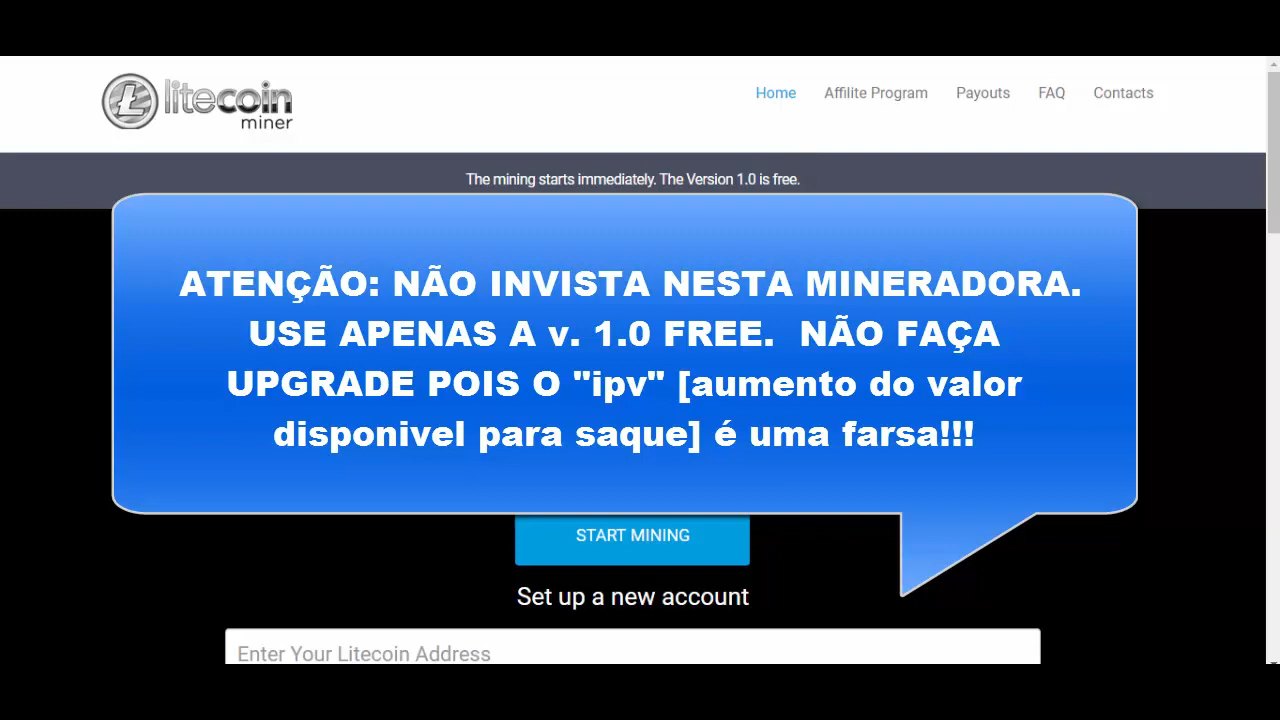 litecoin
miner
Home Affilite Program Payouts FAQ Contacts
The mining starts immediately. The Version 1.0 is free.
ATENÇÃO: NÃO INVISTA NESTA MINERADORA.
USE APENAS A v. 1.0 FREE. NÃO FAÇA
UPGRADE POIS O "ipv" [aumento do valor
disponivel para saque] é uma farsa!!!
START MINING
Set up a new account
Enter Your Litecoin Address